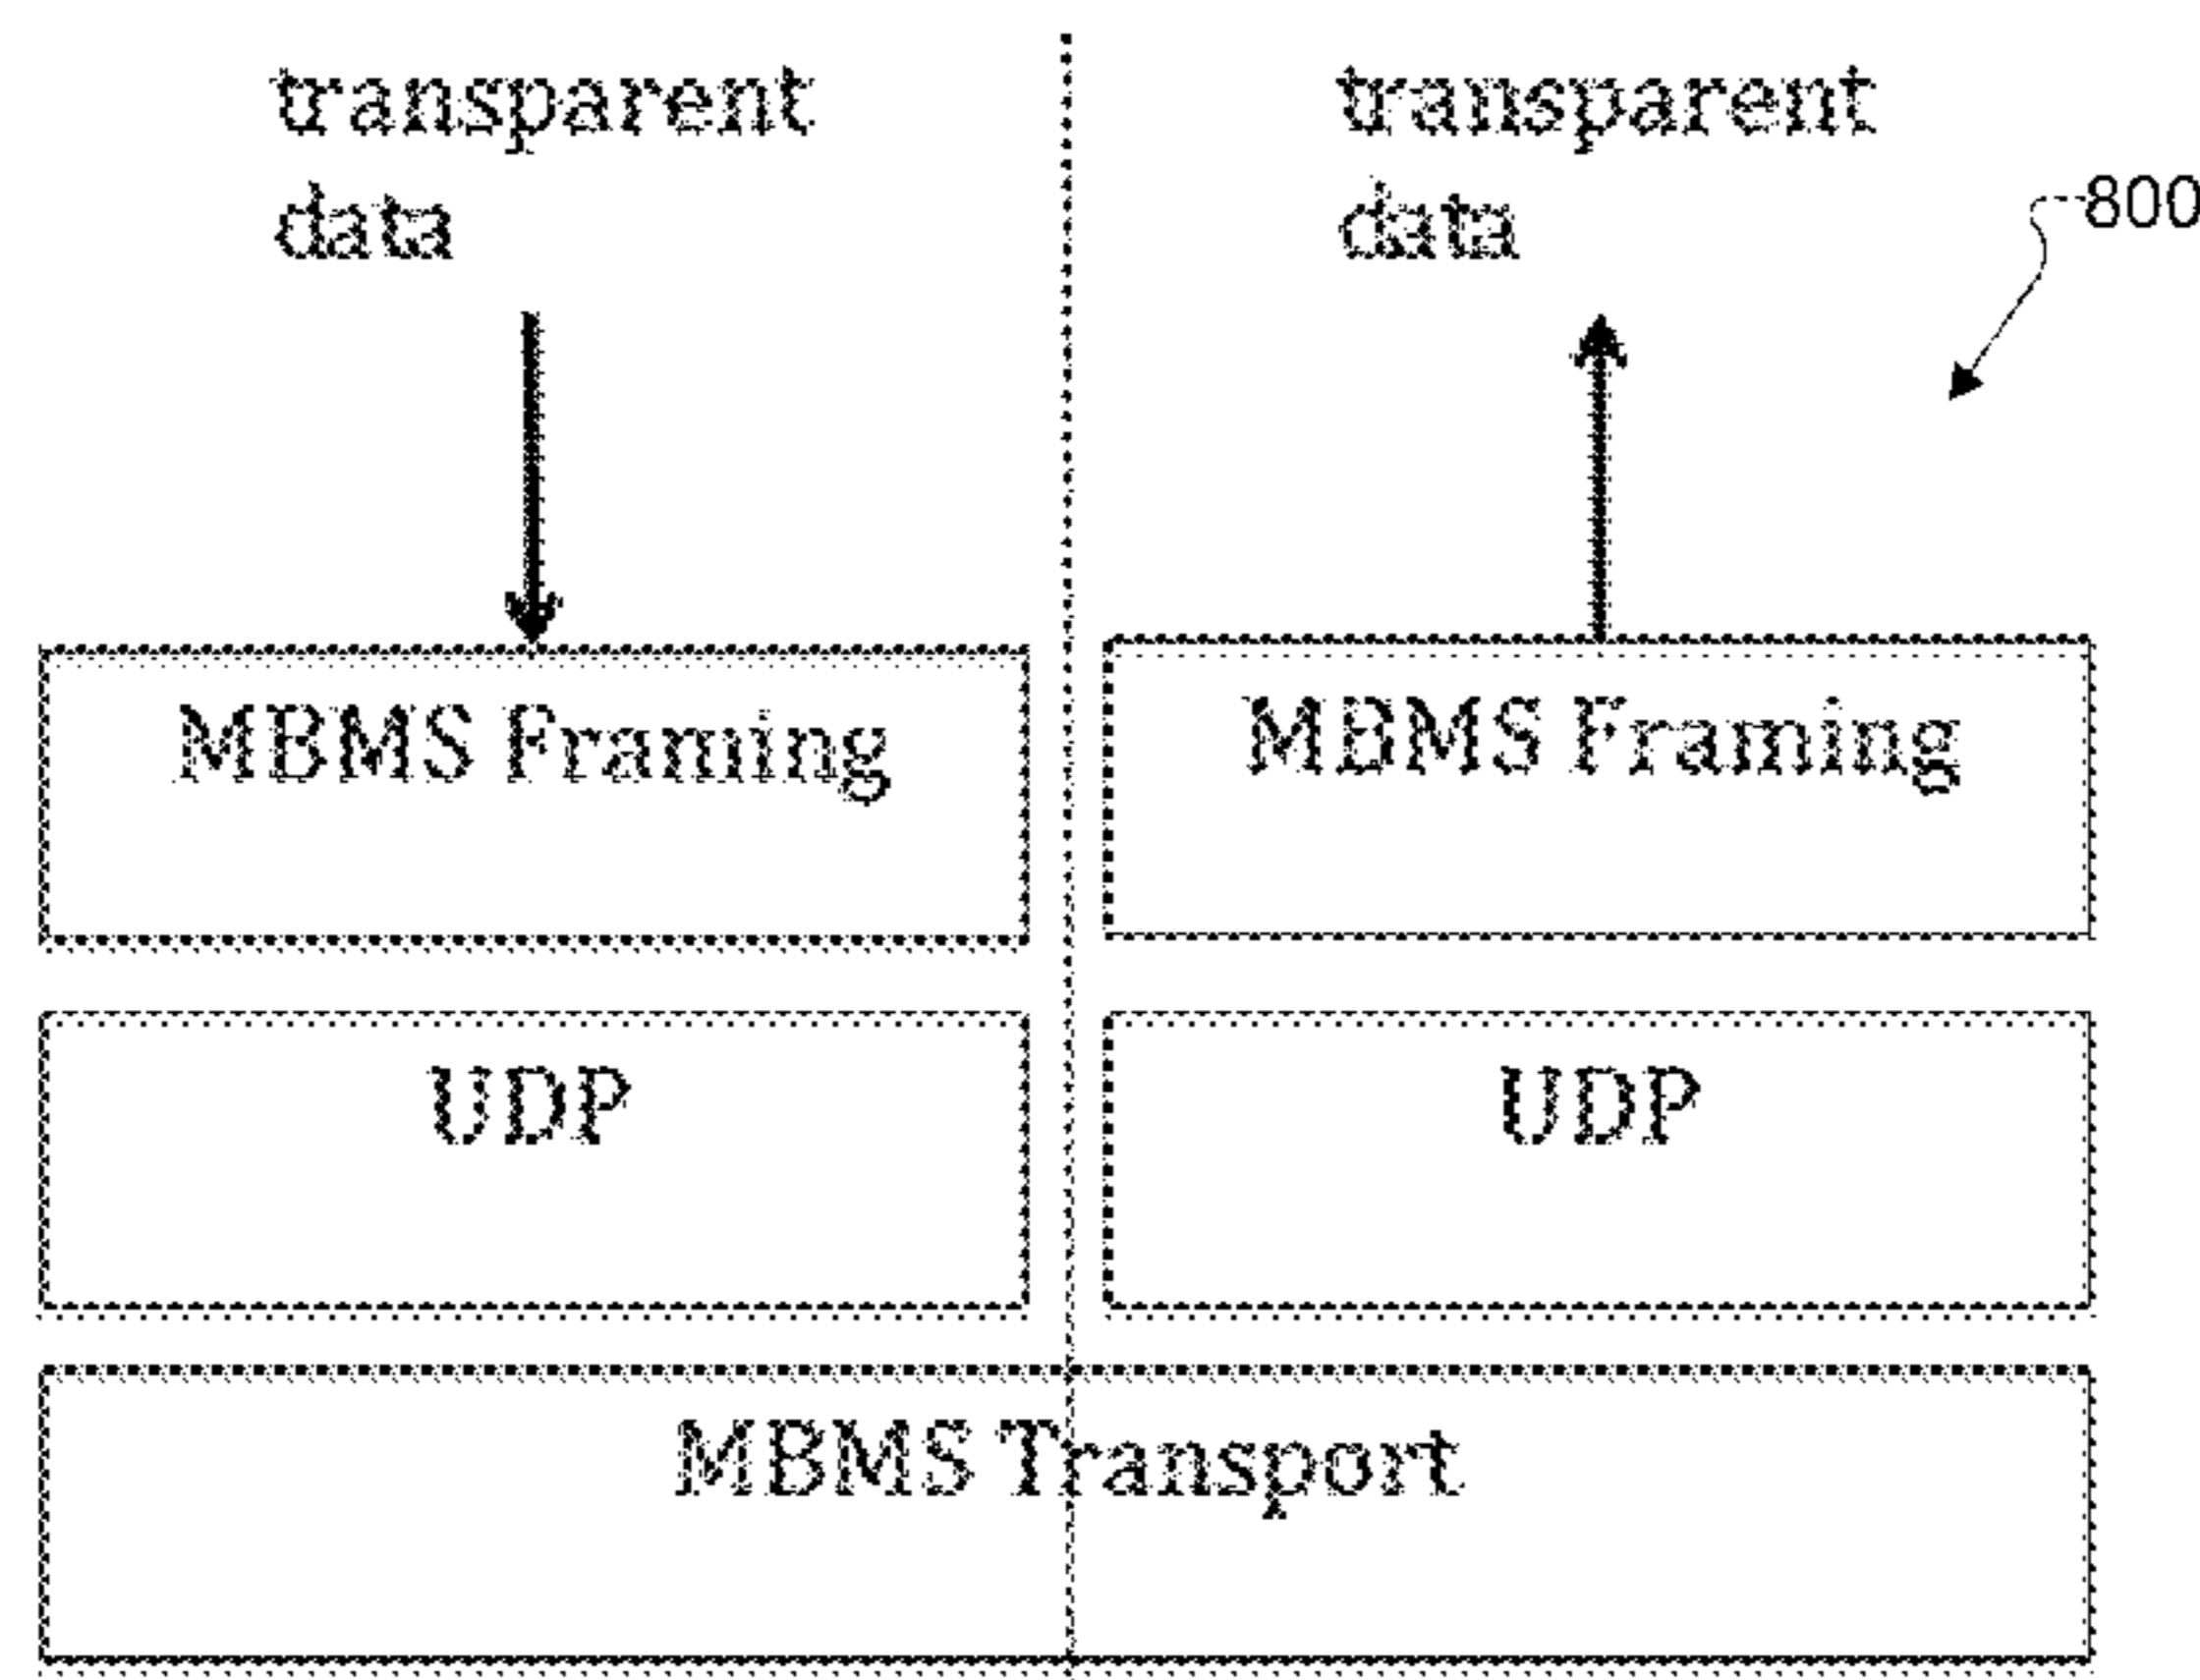 transparent
data
transparent
data
800
MBMS Framing
MBMS Framing
UDP
UDP
MBMS Transport